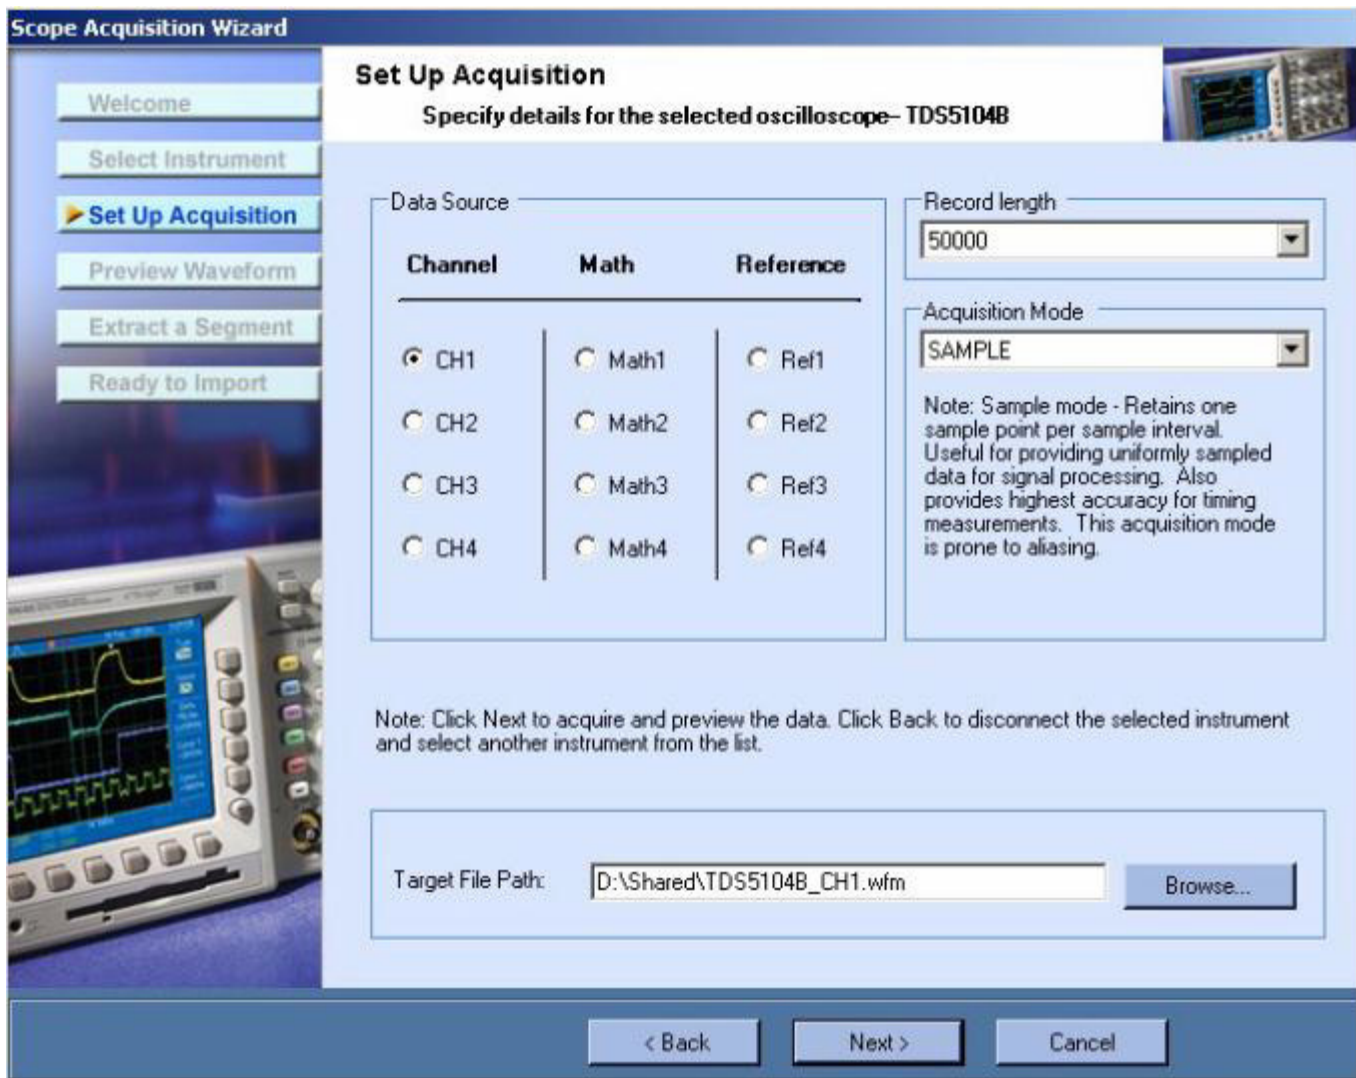 Scope Acquisition Wizard
Welcome
Select Instrument
Set Up Acquisition
Preview Waveform
Extract a Segment
Ready to Import
Set Up Acquisition
Specify details for the selected oscilloscope– TDS5104B
Data Source
Channel Math Reference
CH1 Math1 Ref1
CH2 Math2 Ref2
CH3 Math3 Ref3
CH4 Math4 Ref4
Record length
50000
Acquisition Mode
SAMPLE
Note: Sample mode - Retains one
sample point per sample interval.
Useful for providing uniformly sampled
data for signal processing. Also
provides highest accuracy for timing
measurements. This acquisition mode
is prone to aliasing.
Note: Click Next to acquire and preview the data. Click Back to disconnect the selected instrument
and select another instrument from the list.
Target File Path: D:\Shared\TDS5104B_CH1.wfm Browse...
< Back Next > Cancel